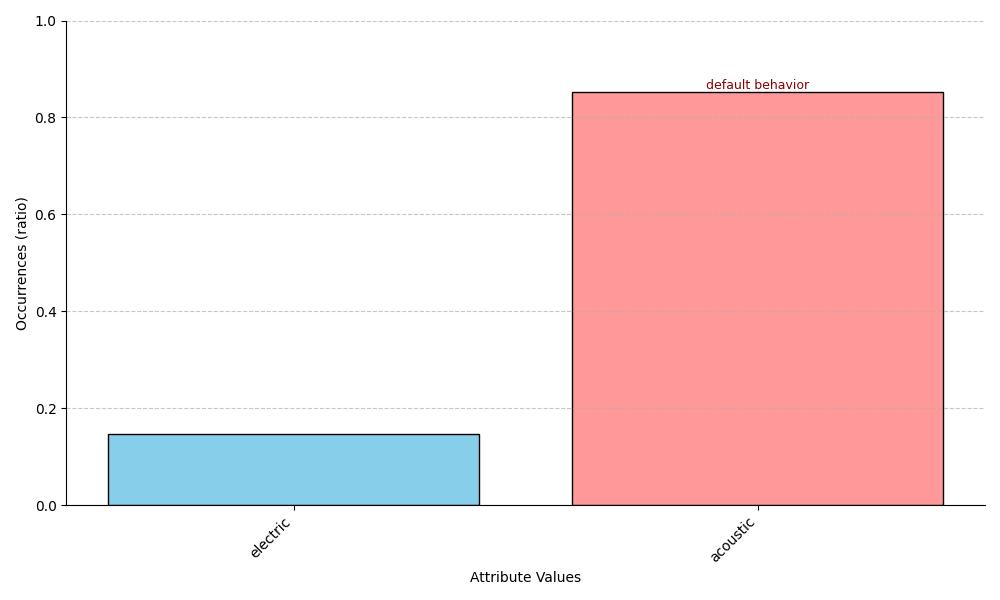 1.0
default behavior
0.8
0.6
0.4
0.2
0.0
Occurrences (ratio)
electric
acoustic
Attribute Values